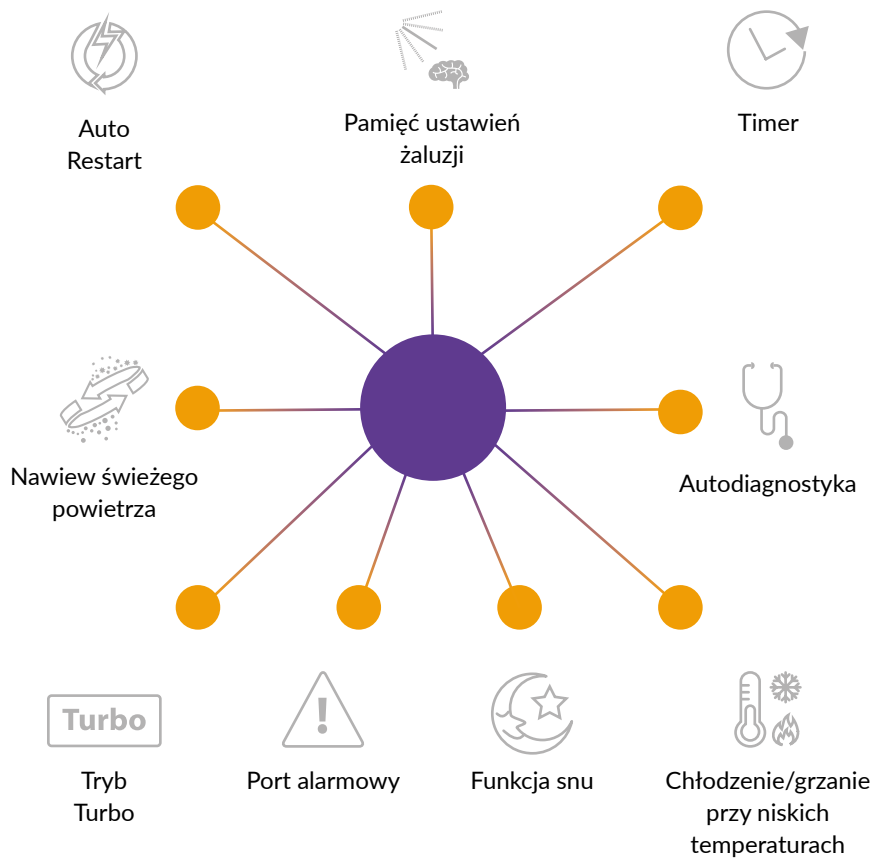 Auto
Restart
Pamięć ustawień
żaluzji
Timer
Nawiew świeżego
powietrza
Autodiagnostyka
Turbo
!
Tryb
Turbo
Port alarmowy
Funkcja snu
Chłodzenie/grzanie
przy niskich
temperaturach